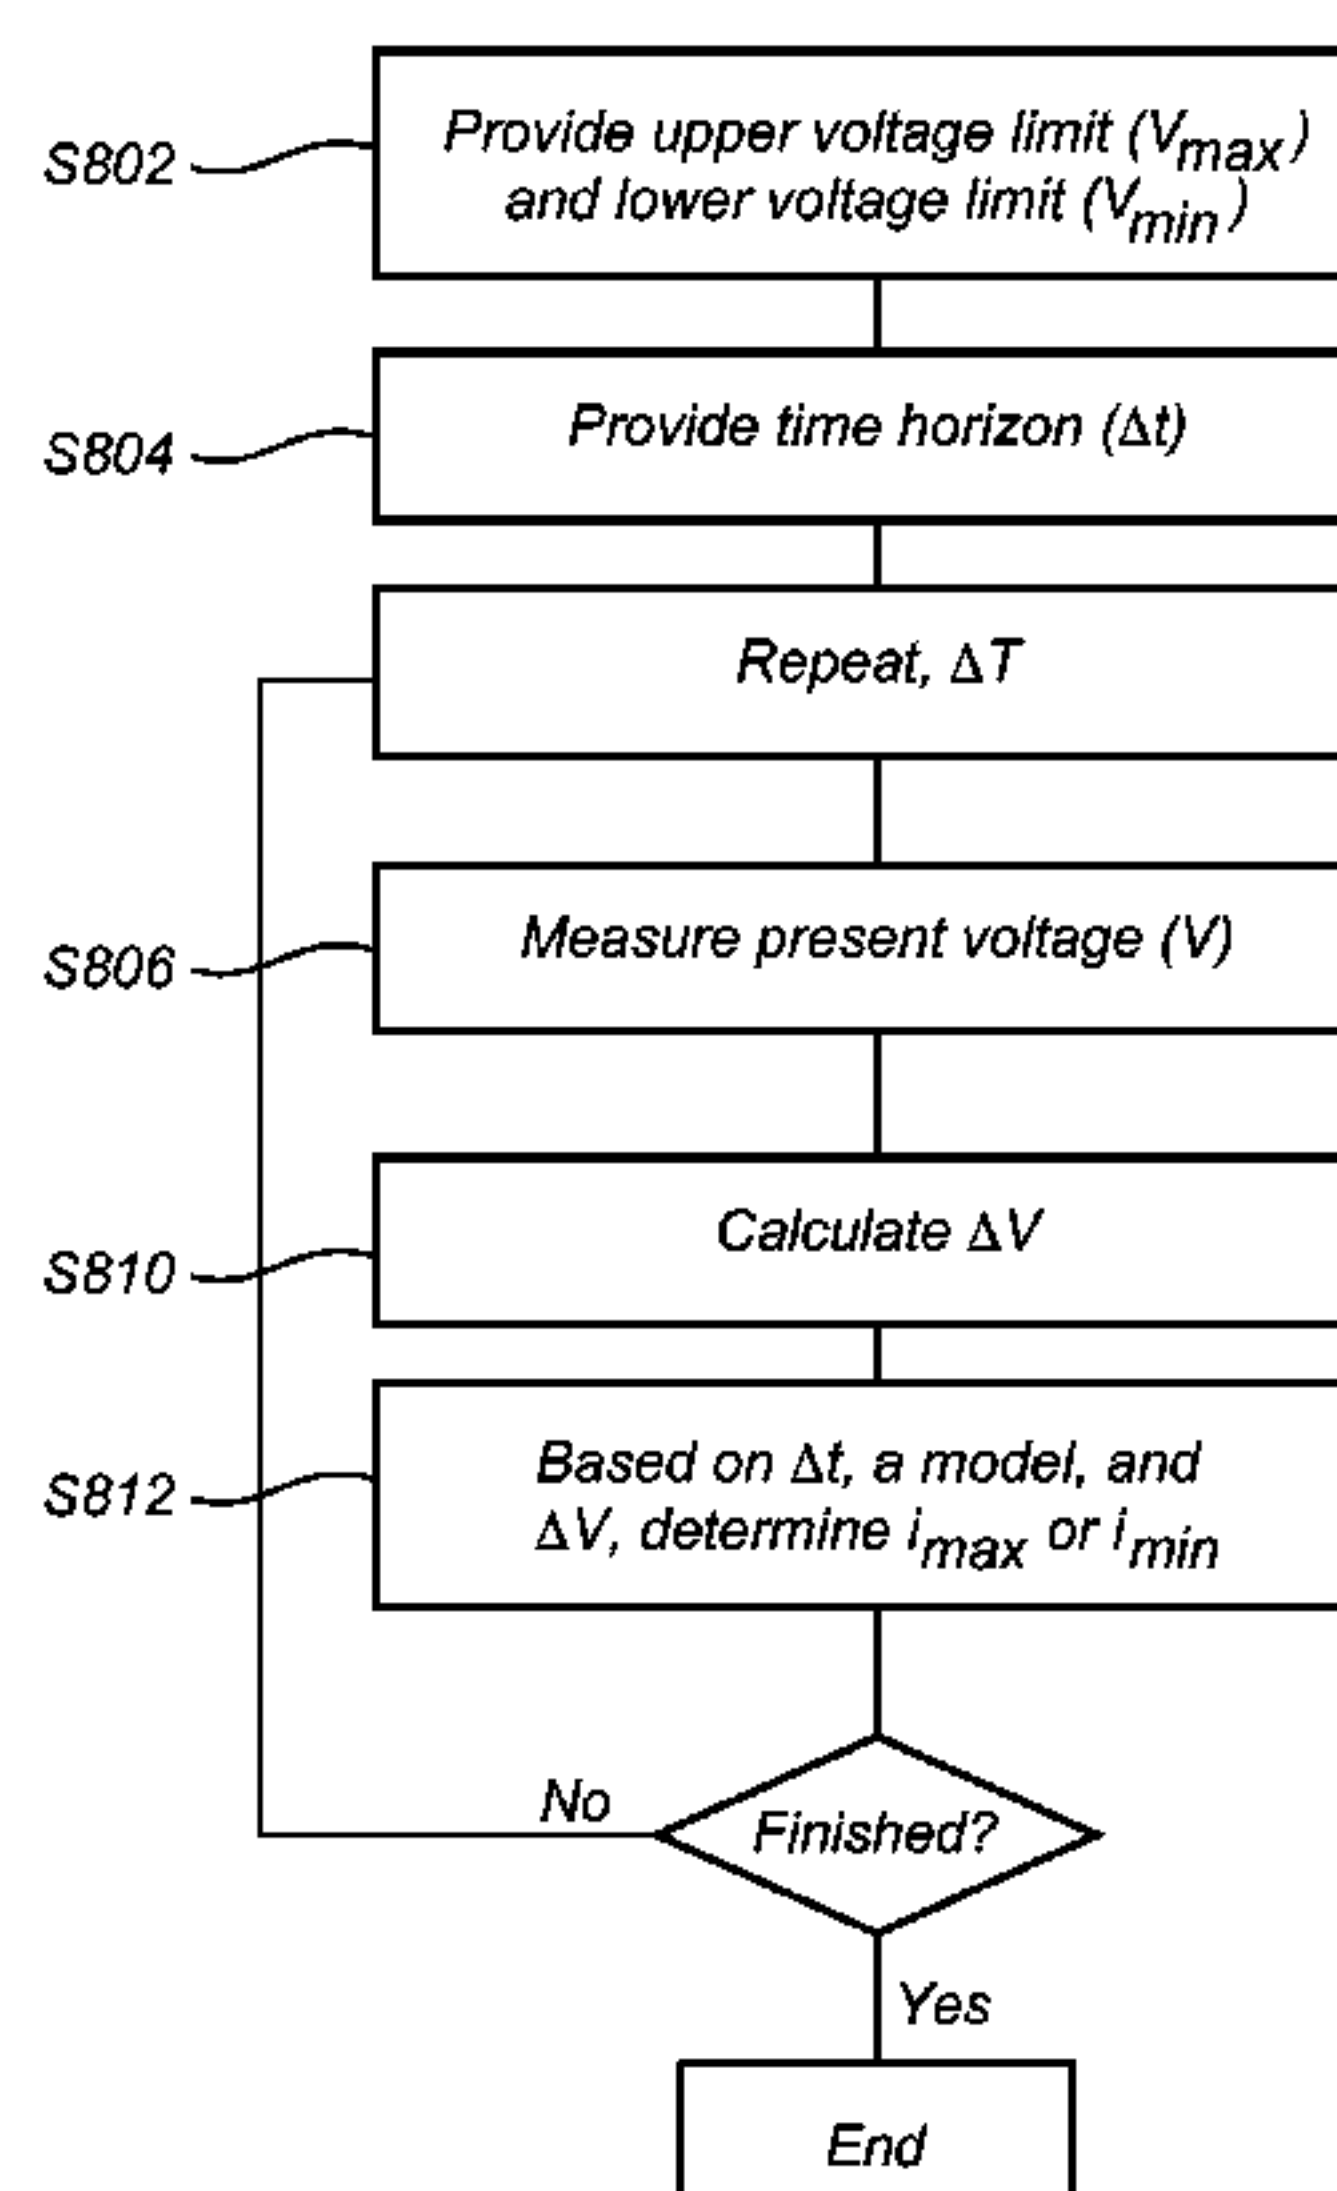 S802
Provide upper voltage limit (Vmax)
and lower voltage limit (Vmin)
S804
Provide time horizon (Δt)
Repeat, ΔT
S806
Measure present voltage (V)
S810
Calculate ΔV
S812
Based on Δt, a model, and
ΔV, determine imax or imin
No
Finished?
Yes
End